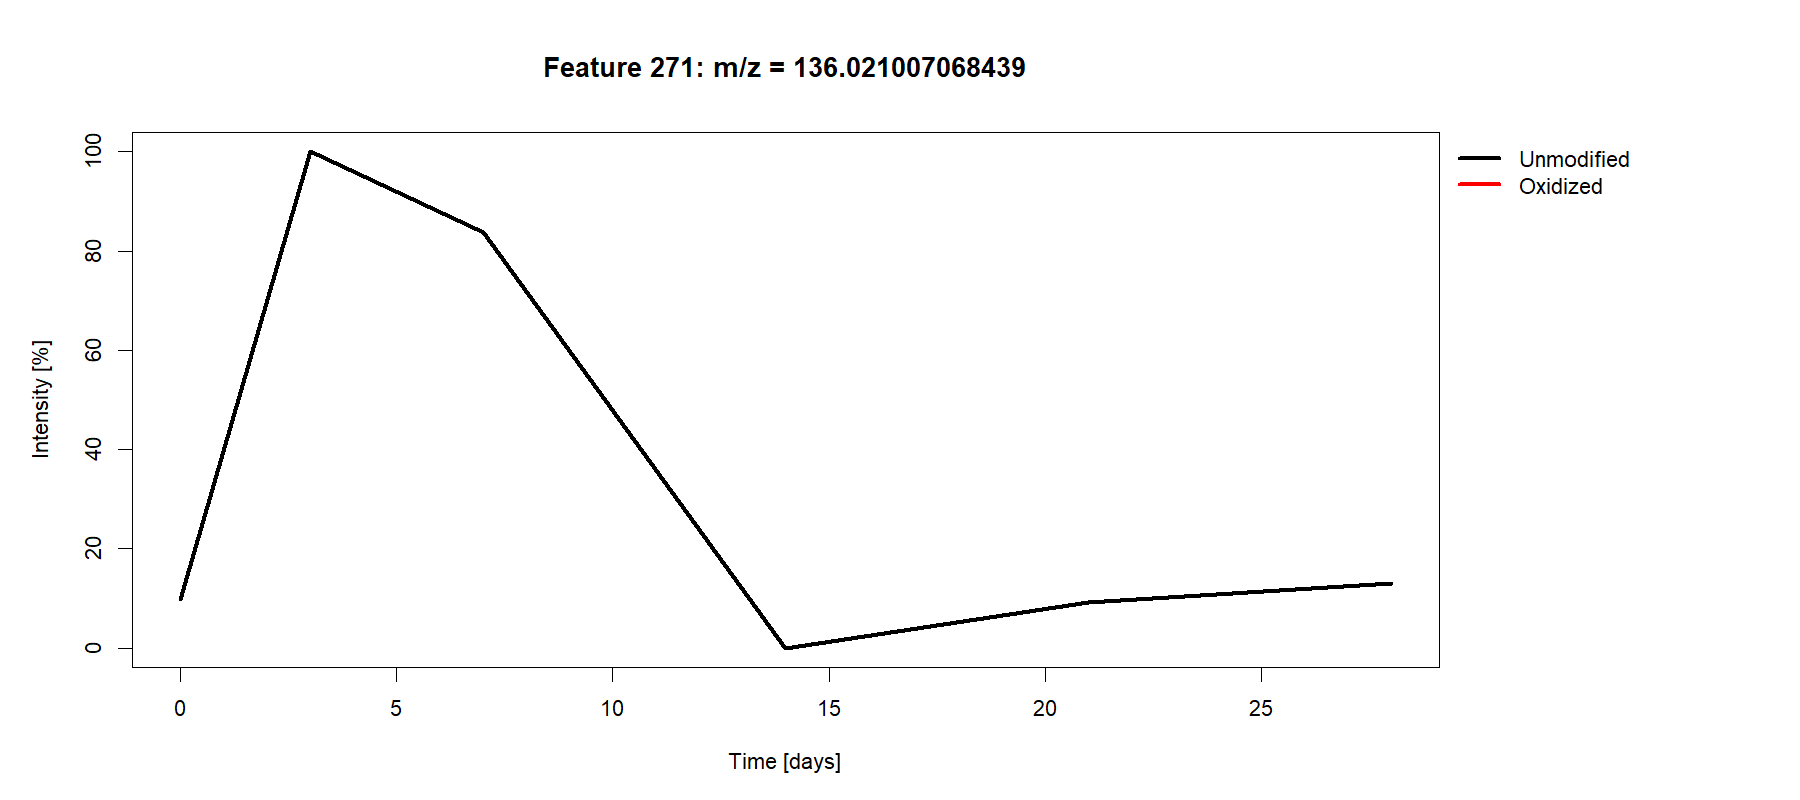 Feature 271: m/z = 136.021007068439
Unmodified
Oxidized
Intensity [%]
100
80
60
40
20
0
0 5 10 15 20 25
Time [days]